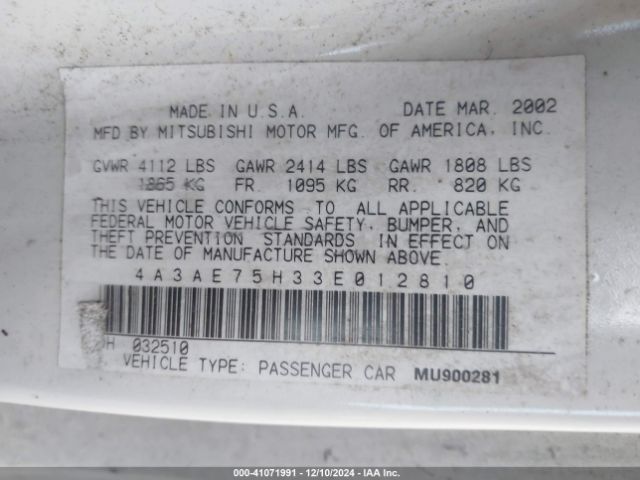 MADE IN U.S.A. DATE MAR. 2002
MFD BY MITSUBISHI MOTOR MFG. OF AMERICA, INC.
GVWR 4112 LBS GAWR 2414 LBS GAWR 1808 LBS
1865 KG FR. 1095 KG RR. 820 KG
THIS VEHICLE CONFORMS TO ALL APPLICABLE
FEDERAL MOTOR VEHICLE SAFETY, BUMPER, AND
THEFT PREVENTION STANDARDS IN EFFECT ON
THE DATE OF MANUFACTURE SHOWN ABOVE.
4A3AE75H33E012810
H 032510
VEHICLE TYPE: PASSENGER CAR MU900281
000-41071991 - 12/10/2024 - IAA Inc.